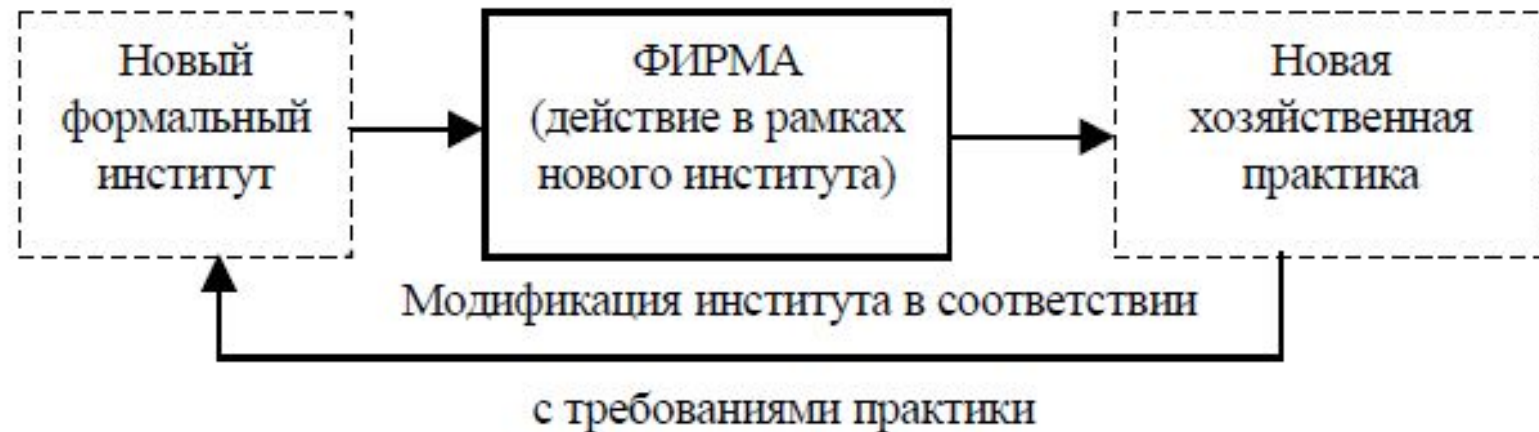 Новый
формальный
институт
ФИРМА
(действие в рамках
нового института)
Новая
хозяйственная
практика
Модификация института в соответствии
с требованиями практики